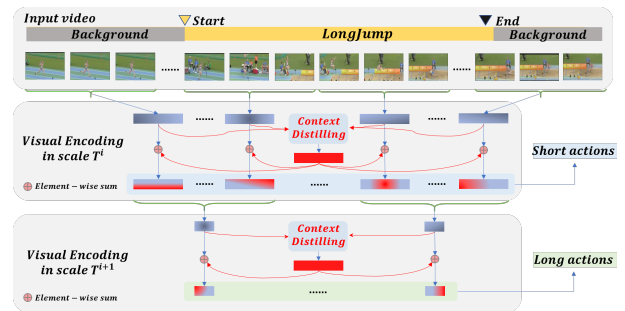 Input video
Start
End
Background
LongJump
Background
......
......
......
......
Context
Distilling
Visual Encoding
in scale T^i
Short actions
Element−wise sum
......
......
......
Context
Distilling
Visual Encoding
in scale T^{i+1}
Long actions
Element−wise sum
......